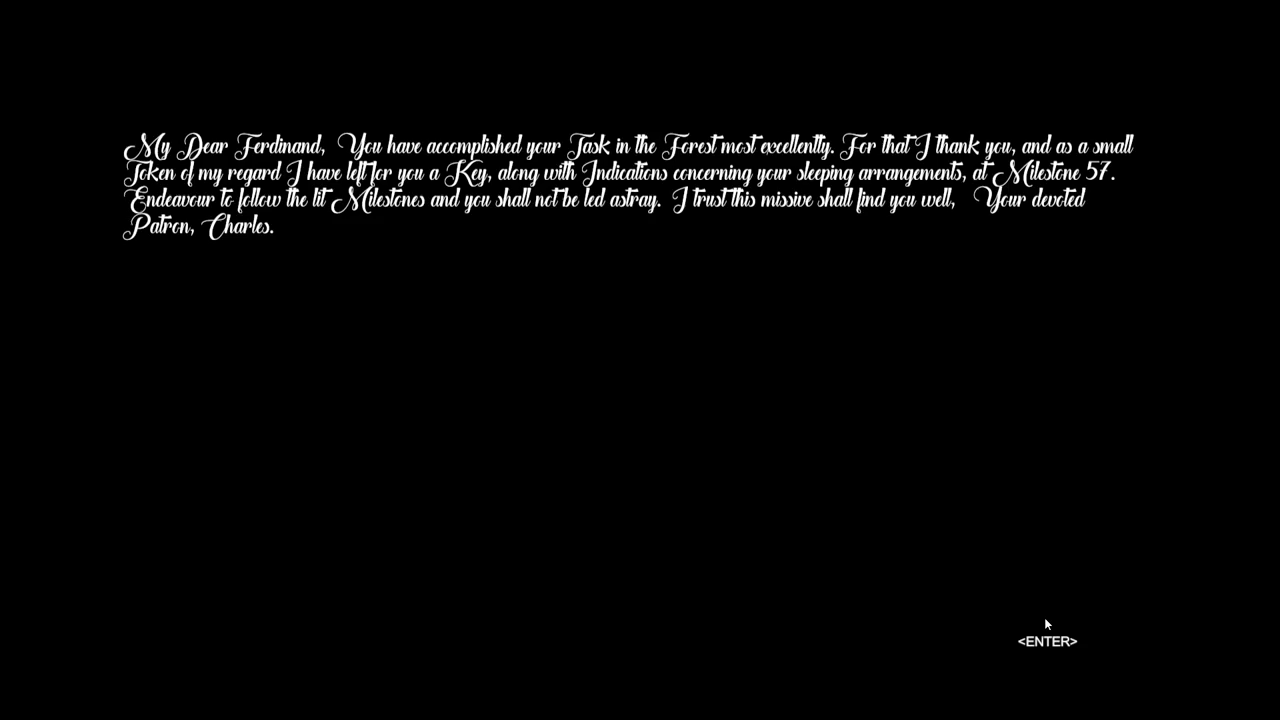 My Dear Ferdinand, You have accomplished your Task in the Forest most excellently. For that I thank you, and as a small
Token of my regard I have left for you a Key, along with Indications concerning your sleeping arrangements, at Milestone 57.
Endeavour to follow the lit Milestones and you shall not be led astray. I trust this missive shall find you well, Your devoted
Patron, Charles.
<ENTER>